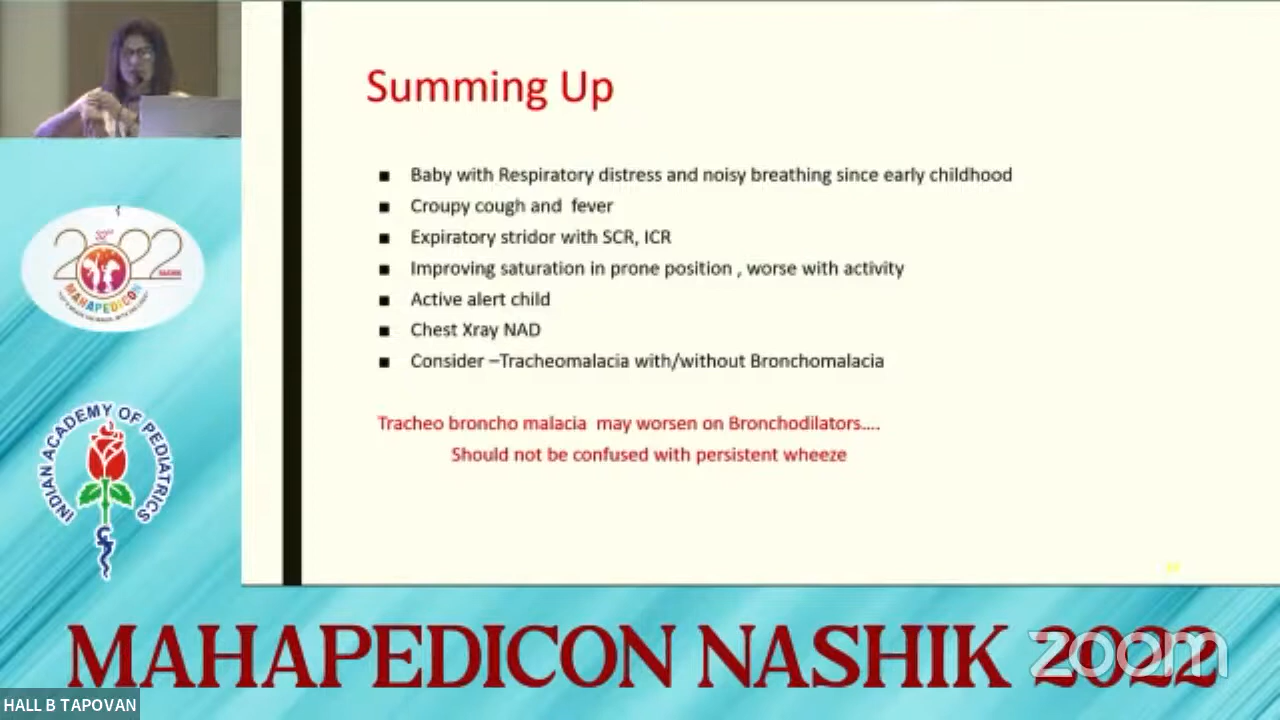 Summing Up
Baby with Respiratory distress and noisy breathing since early childhood
Croupy cough and fever
Expiratory stridor with SCR, ICR
Improving saturation in prone position , worse with activity
Active alert child
Chest Xray NAD
Consider –Tracheomalacia with/without Bronchomalacia
Tracheo broncho malacia may worsen on Bronchodilators....
Should not be confused with persistent wheeze
2022
MAHAPEDICON
INDIAN ACADEMY OF PEDIATRICS
MAHAPEDICON NASHIK 2022
zoom
HALL B TAPOVAN